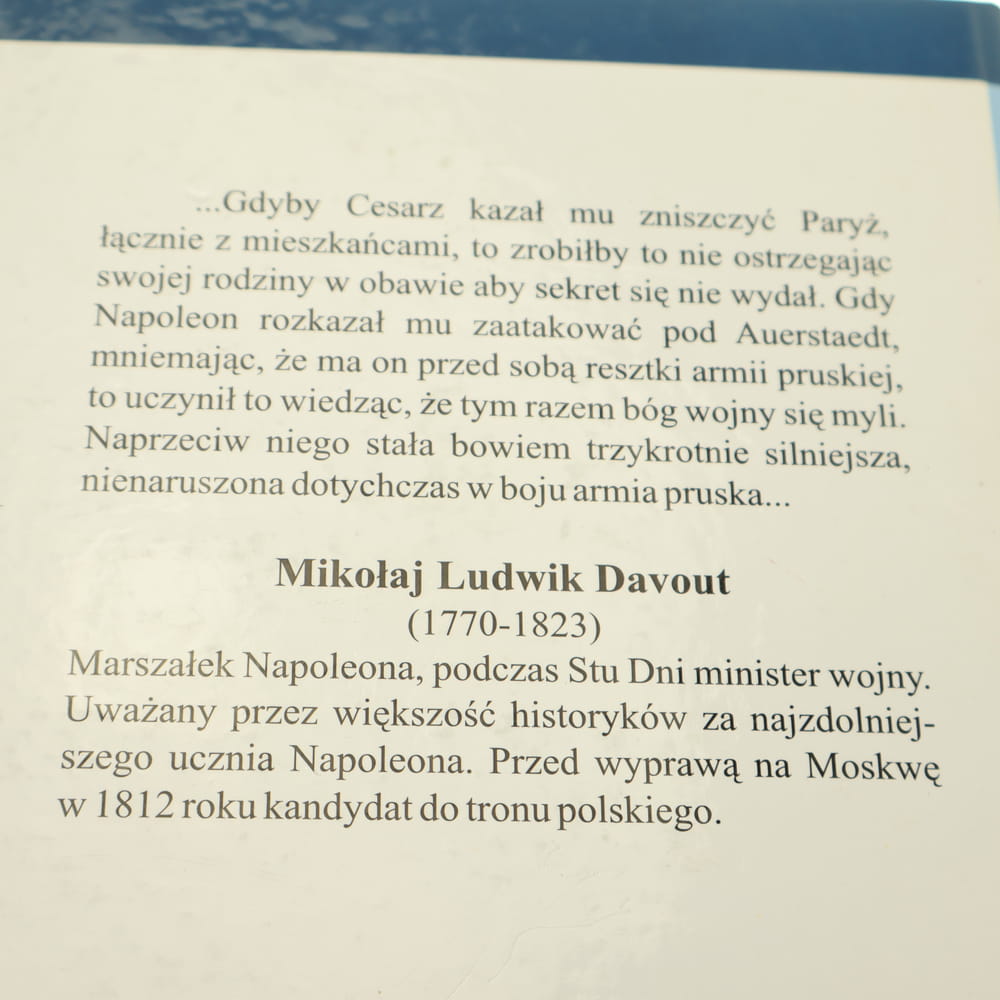 ...Gdyby Cesarz kazał mu zniszczyć Paryż,
łącznie z mieszkańcami, to zrobiłby to nie ostrzegając
swojej rodziny w obawie aby sekret się nie wydał. Gdy
Napoleon rozkazał mu zaatakować pod Auerstaedt,
mniemając, że ma on przed sobą resztki armii pruskiej,
to uczynił to wiedząc, że tym razem bóg wojny się myli.
Naprzeciw niego stała bowiem trzykrotnie silniejsza,
nienaruszona dotychczas w boju armia pruska...
Mikołaj Ludwik Davout
(1770-1823)
Marszałek Napoleona, podczas Stu Dni minister wojny.
Uważany przez większość historyków za najzdolniej-
szego ucznia Napoleona. Przed wyprawą na Moskwę
w 1812 roku kandydat do tronu polskiego.